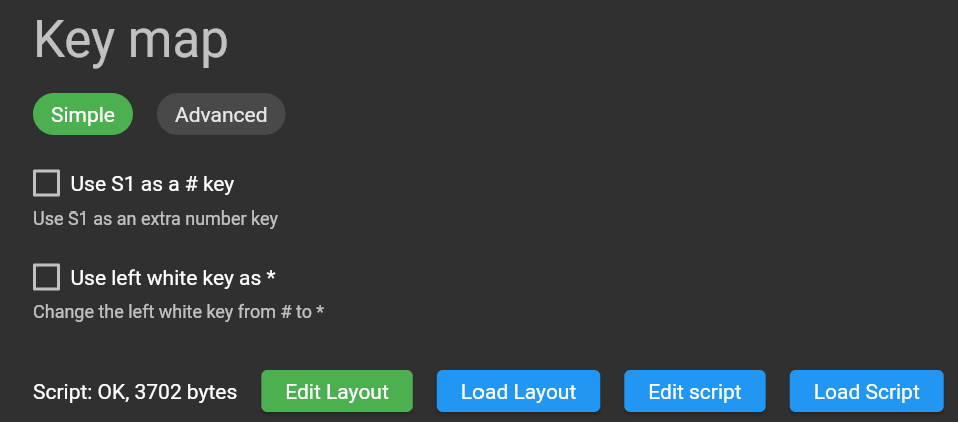 Key map
Simple Advanced
Use S1 as a # key
Use S1 as an extra number key
Use left white key as *
Change the left white key from # to *
Script: OK, 3702 bytes Edit Layout Load Layout Edit script Load Script